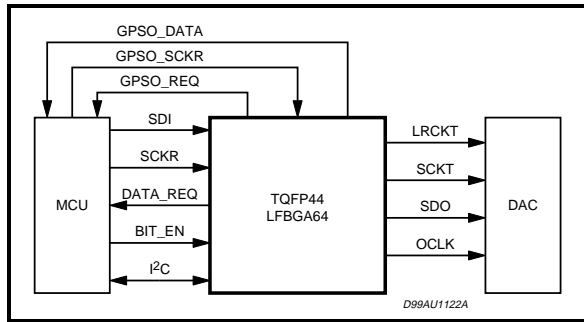 GPSO_DATA
GPSO_SCKR
GPSO_REQ
SDI
SCKR
DATA_REQ
BIT_EN
I²C
MCU
TQFP44
LFBGA64
LRCKT
SCKT
SDO
OCLK
DAC
D99AU1122A